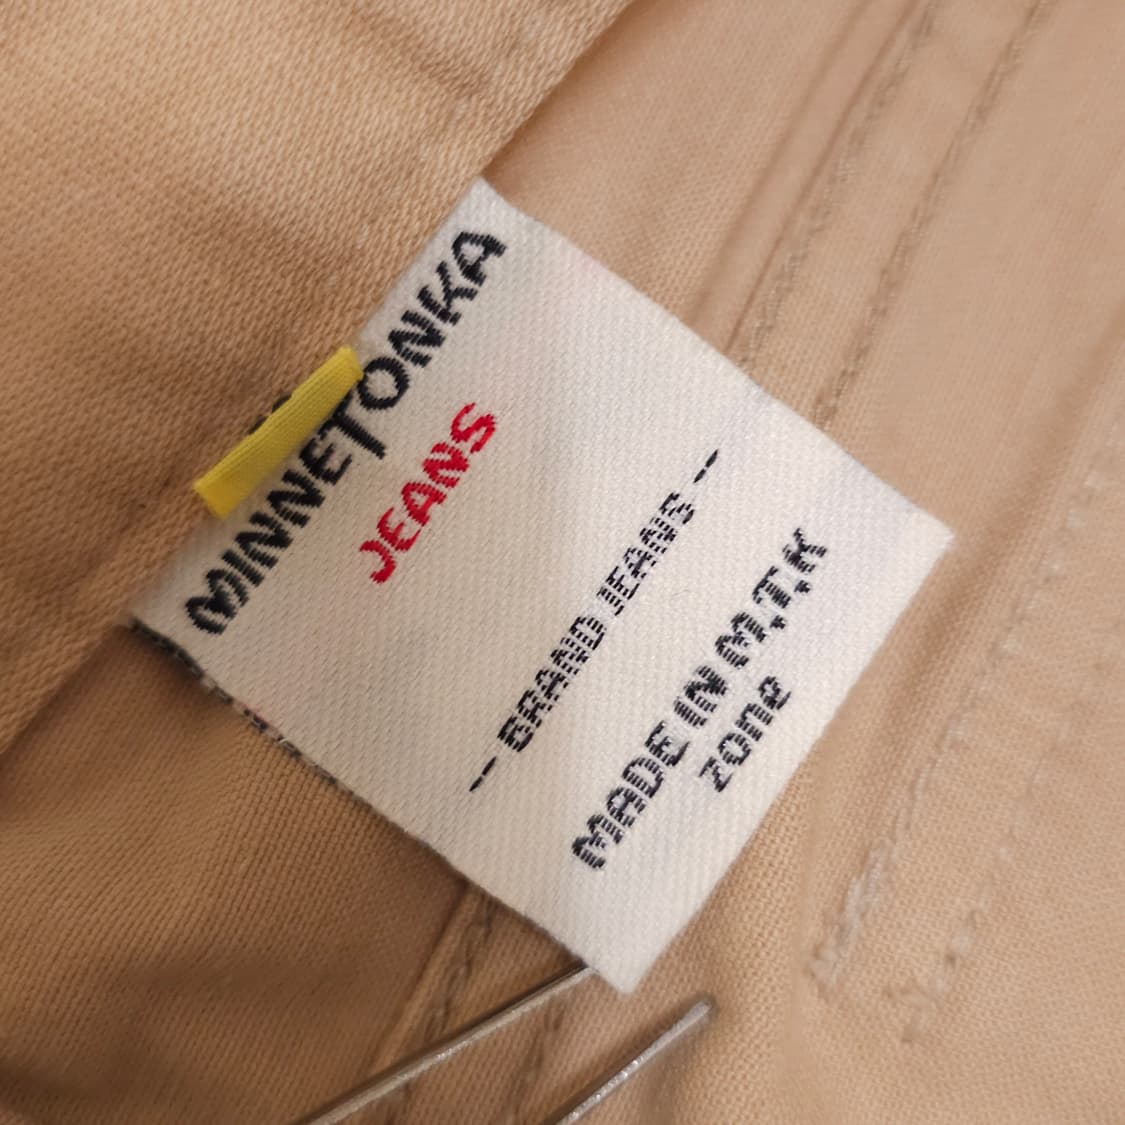 MINNETONKA
JEANS
- BRAND JEANS -
MADE IN M.T.K
zone